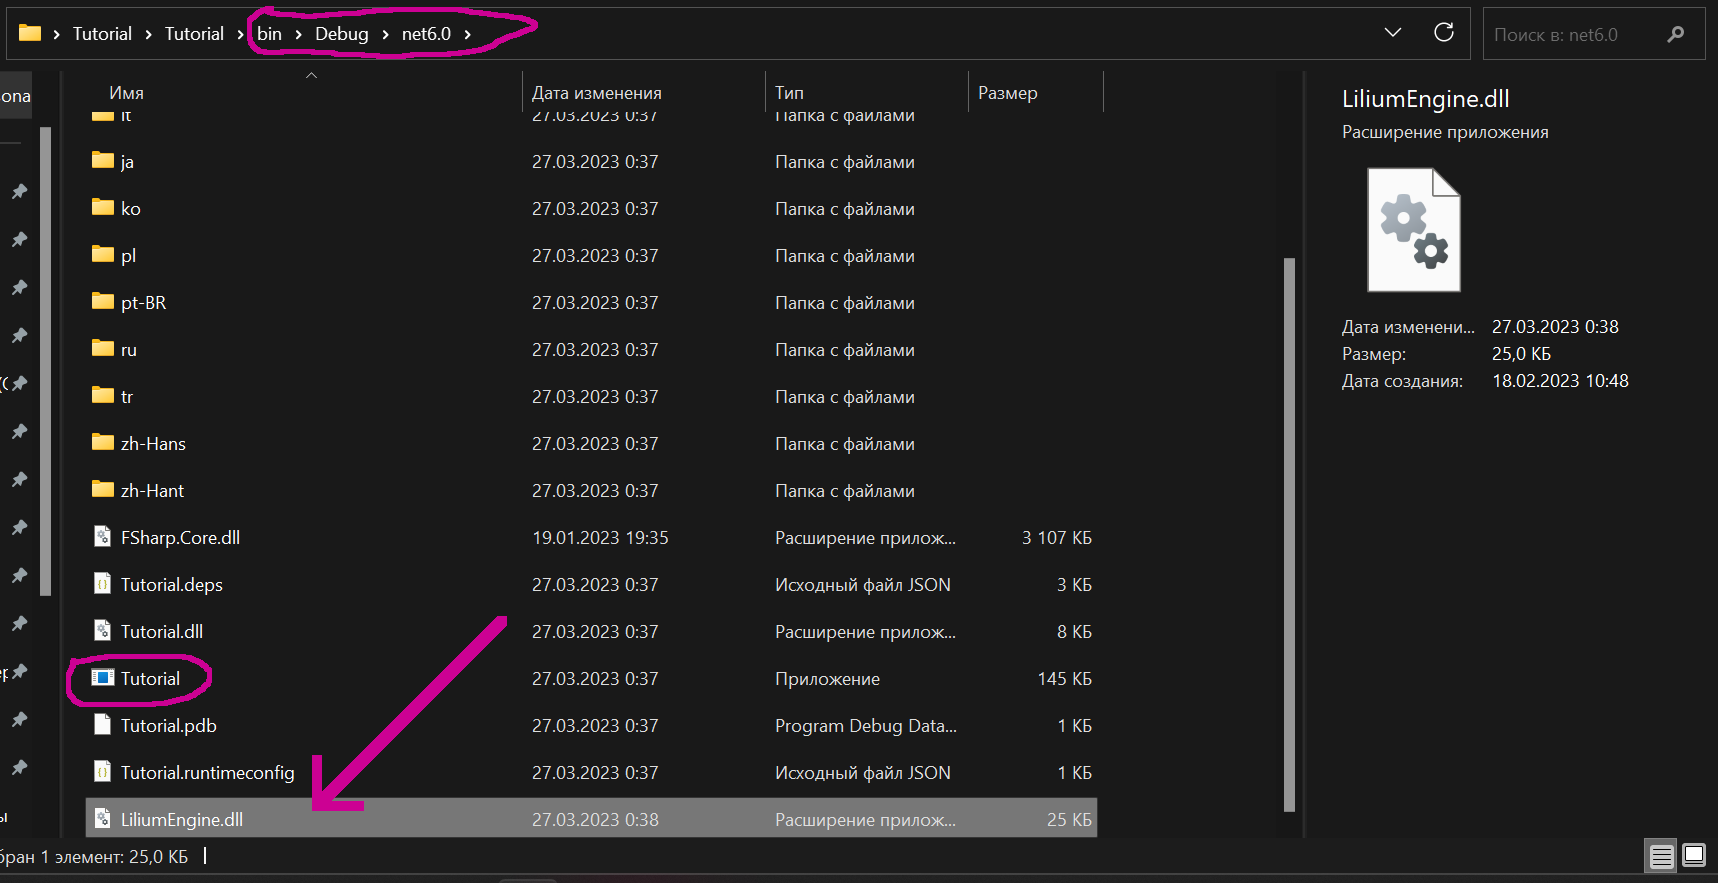 Tutorial Tutorial bin Debug net6.0 Поиск в: net6.0
Имя Дата изменения Тип Размер
it 27.03.2023 0:37 Папка с файлами
ja 27.03.2023 0:37 Папка с файлами
ko 27.03.2023 0:37 Папка с файлами
pl 27.03.2023 0:37 Папка с файлами
pt-BR 27.03.2023 0:37 Папка с файлами
ru 27.03.2023 0:37 Папка с файлами
tr 27.03.2023 0:37 Папка с файлами
zh-Hans 27.03.2023 0:37 Папка с файлами
zh-Hant 27.03.2023 0:37 Папка с файлами
FSharp.Core.dll 19.01.2023 19:35 Расширение прилож... 3 107 КБ
Tutorial.deps 27.03.2023 0:37 Исходный файл JSON 3 КБ
Tutorial.dll 27.03.2023 0:37 Расширение прилож... 8 КБ
Tutorial 27.03.2023 0:37 Приложение 145 КБ
Tutorial.pdb 27.03.2023 0:37 Program Debug Data... 1 КБ
Tutorial.runtimeconfig 27.03.2023 0:37 Исходный файл JSON 1 КБ
LiliumEngine.dll 27.03.2023 0:38 Расширение прилож... 25 КБ
LiliumEngine.dll
Расширение приложения
Дата изменени... 27.03.2023 0:38
Размер: 25,0 КБ
Дата создания: 18.02.2023 10:48
бран 1 элемент: 25,0 КБ